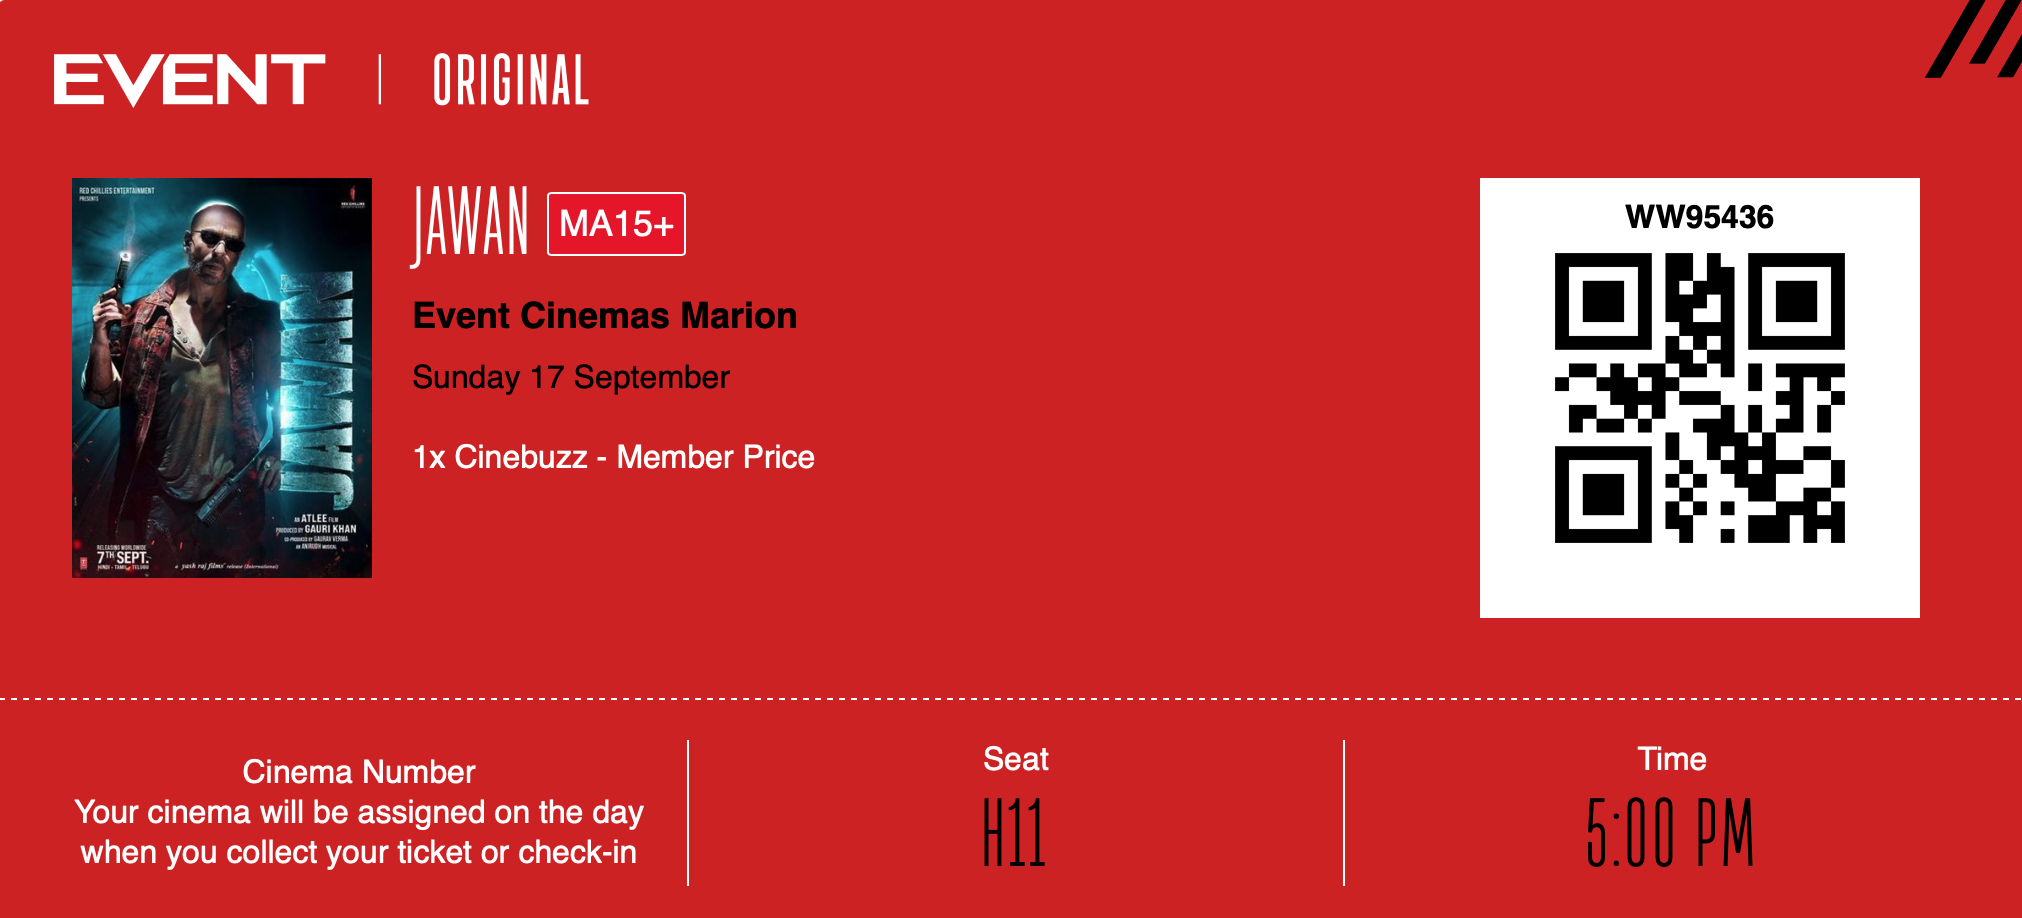 EVENT | ORIGINAL
RED CHILLIES ENTERTAINMENT
PRESENTS
RED CHILLIES
JAWAN
AN ATLEE FILM
PRODUCED BY GAURI KHAN
CO-PRODUCED BY GAURAV VERMA
AN ANIRUDH MUSICAL
RELEASING WORLDWIDE
7TH SEPT.
HINDI - TAMIL - TELUGU
a yash raj films' release (International)
JAWAN MA15+
Event Cinemas Marion
Sunday 17 September
1x Cinebuzz - Member Price
WW95436
Cinema Number
Your cinema will be assigned on the day
when you collect your ticket or check-in
Seat
H11
Time
5:00 PM